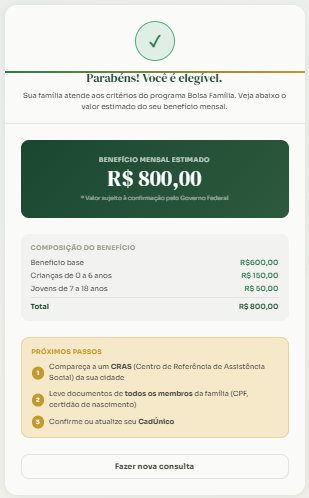 Parabéns! Você é elegível.
Sua família atende aos critérios do programa Bolsa Família. Veja abaixo o
valor estimado do seu benefício mensal.
BENEFÍCIO MENSAL ESTIMADO
R$ 800,00
* Valor sujeito à confirmação pelo Governo Federal
COMPOSIÇÃO DO BENEFÍCIO
Benefício base R$600,00
Crianças de 0 a 6 anos R$ 150,00
Jovens de 7 a 18 anos R$ 50,00
Total R$ 800,00
PRÓXIMOS PASSOS
1 Compareça a um CRAS (Centro de Referência de Assistência
Social) da sua cidade
2 Leve documentos de todos os membros da família (CPF,
certidão de nascimento)
3 Confirme ou atualize seu CadÚnico
Fazer nova consulta